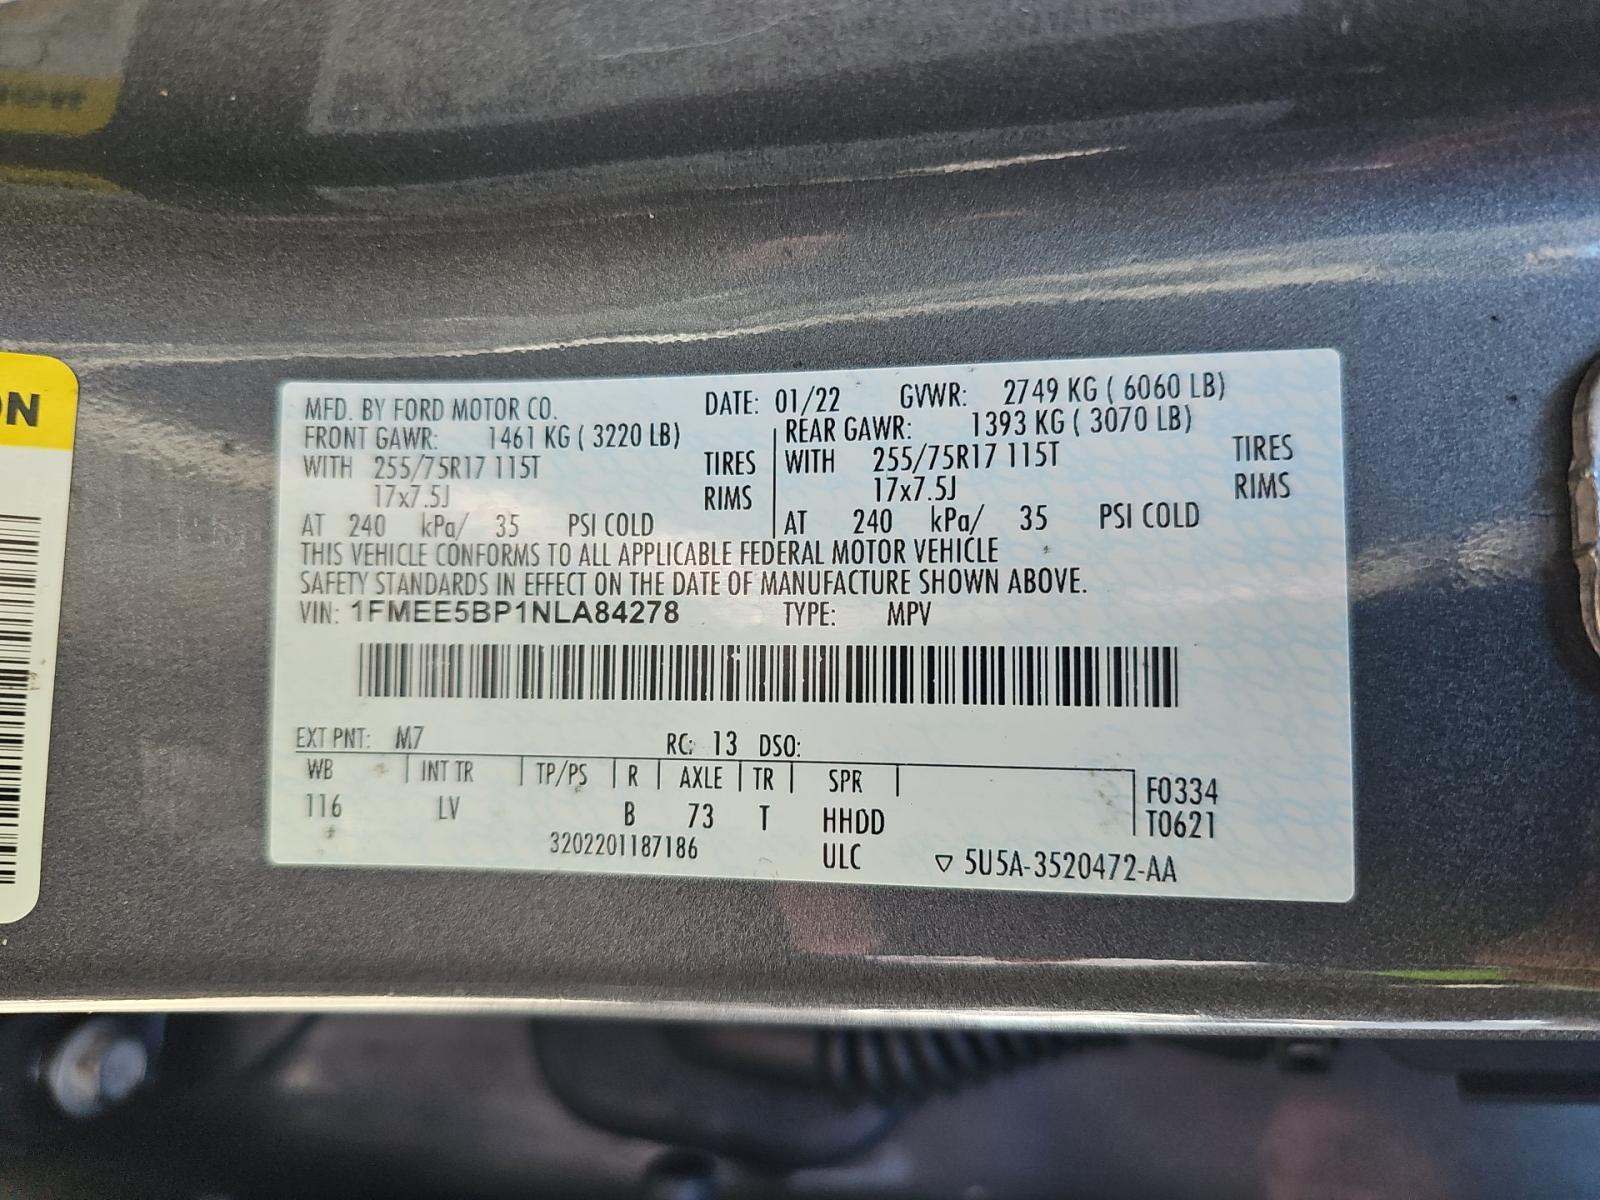 ON
MFD. BY FORD MOTOR CO. DATE: 01/22 GVWR: 2749 KG ( 6060 LB)
FRONT GAWR: 1461 KG ( 3220 LB) REAR GAWR: 1393 KG ( 3070 LB)
WITH 255/75R17 115T TIRES WITH 255/75R17 115T TIRES
17x7.5J RIMS 17x7.5J RIMS
AT 240 kPa/ 35 PSI COLD AT 240 kPa/ 35 PSI COLD
THIS VEHICLE CONFORMS TO ALL APPLICABLE FEDERAL MOTOR VEHICLE
SAFETY STANDARDS IN EFFECT ON THE DATE OF MANUFACTURE SHOWN ABOVE.
VIN: 1FMEE5BP1NLA84278 TYPE: MPV
EXT PNT: M7 RC: 13 DSO:
WB INT TR TP/PS R AXLE TR SPR F0334
116 LV B 73 T HHDD T0621
3202201187186 ULC ▽ 5U5A-3520472-AA